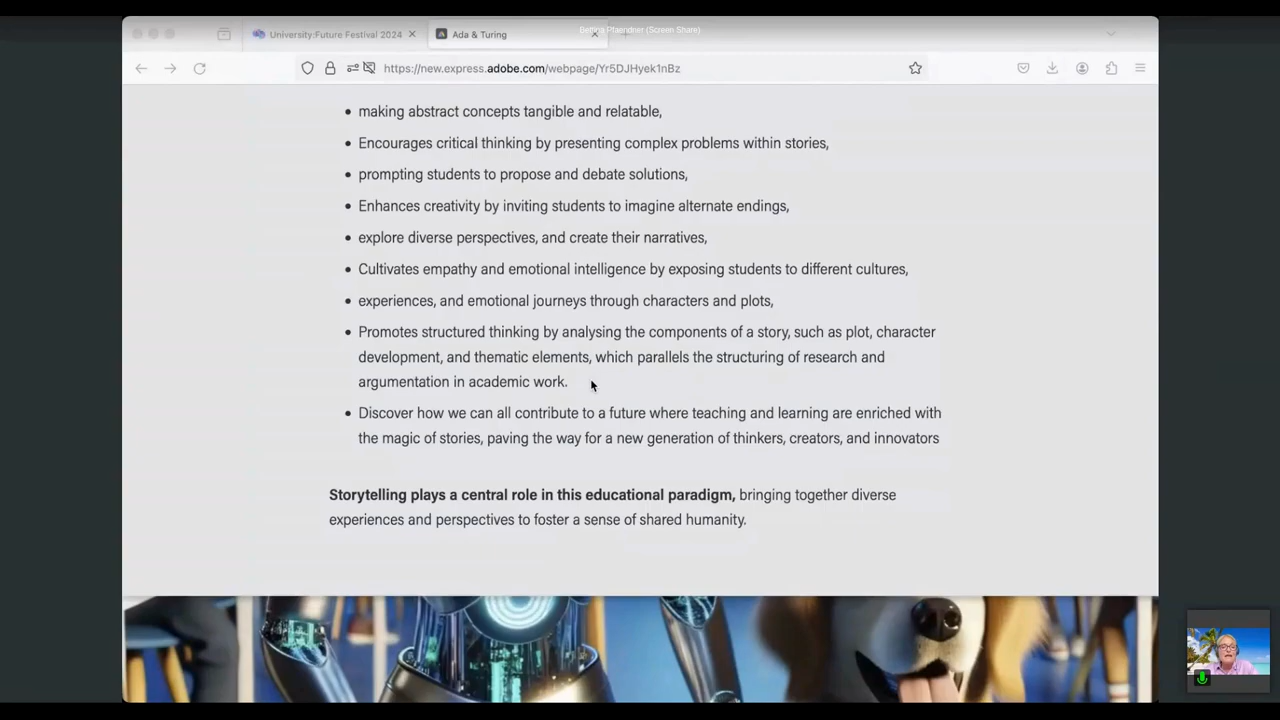 Bettina Pfaendner (Screen Share)
University:Future Festival 2024
Ada & Turing
https://new.express.adobe.com/webpage/Yr5DJHyek1nBz
making abstract concepts tangible and relatable,
Encourages critical thinking by presenting complex problems within stories,
prompting students to propose and debate solutions,
Enhances creativity by inviting students to imagine alternate endings,
explore diverse perspectives, and create their narratives,
Cultivates empathy and emotional intelligence by exposing students to different cultures,
experiences, and emotional journeys through characters and plots,
Promotes structured thinking by analysing the components of a story, such as plot, character
development, and thematic elements, which parallels the structuring of research and
argumentation in academic work.
Discover how we can all contribute to a future where teaching and learning are enriched with
the magic of stories, paving the way for a new generation of thinkers, creators, and innovators
Storytelling plays a central role in this educational paradigm, bringing together diverse
experiences and perspectives to foster a sense of shared humanity.